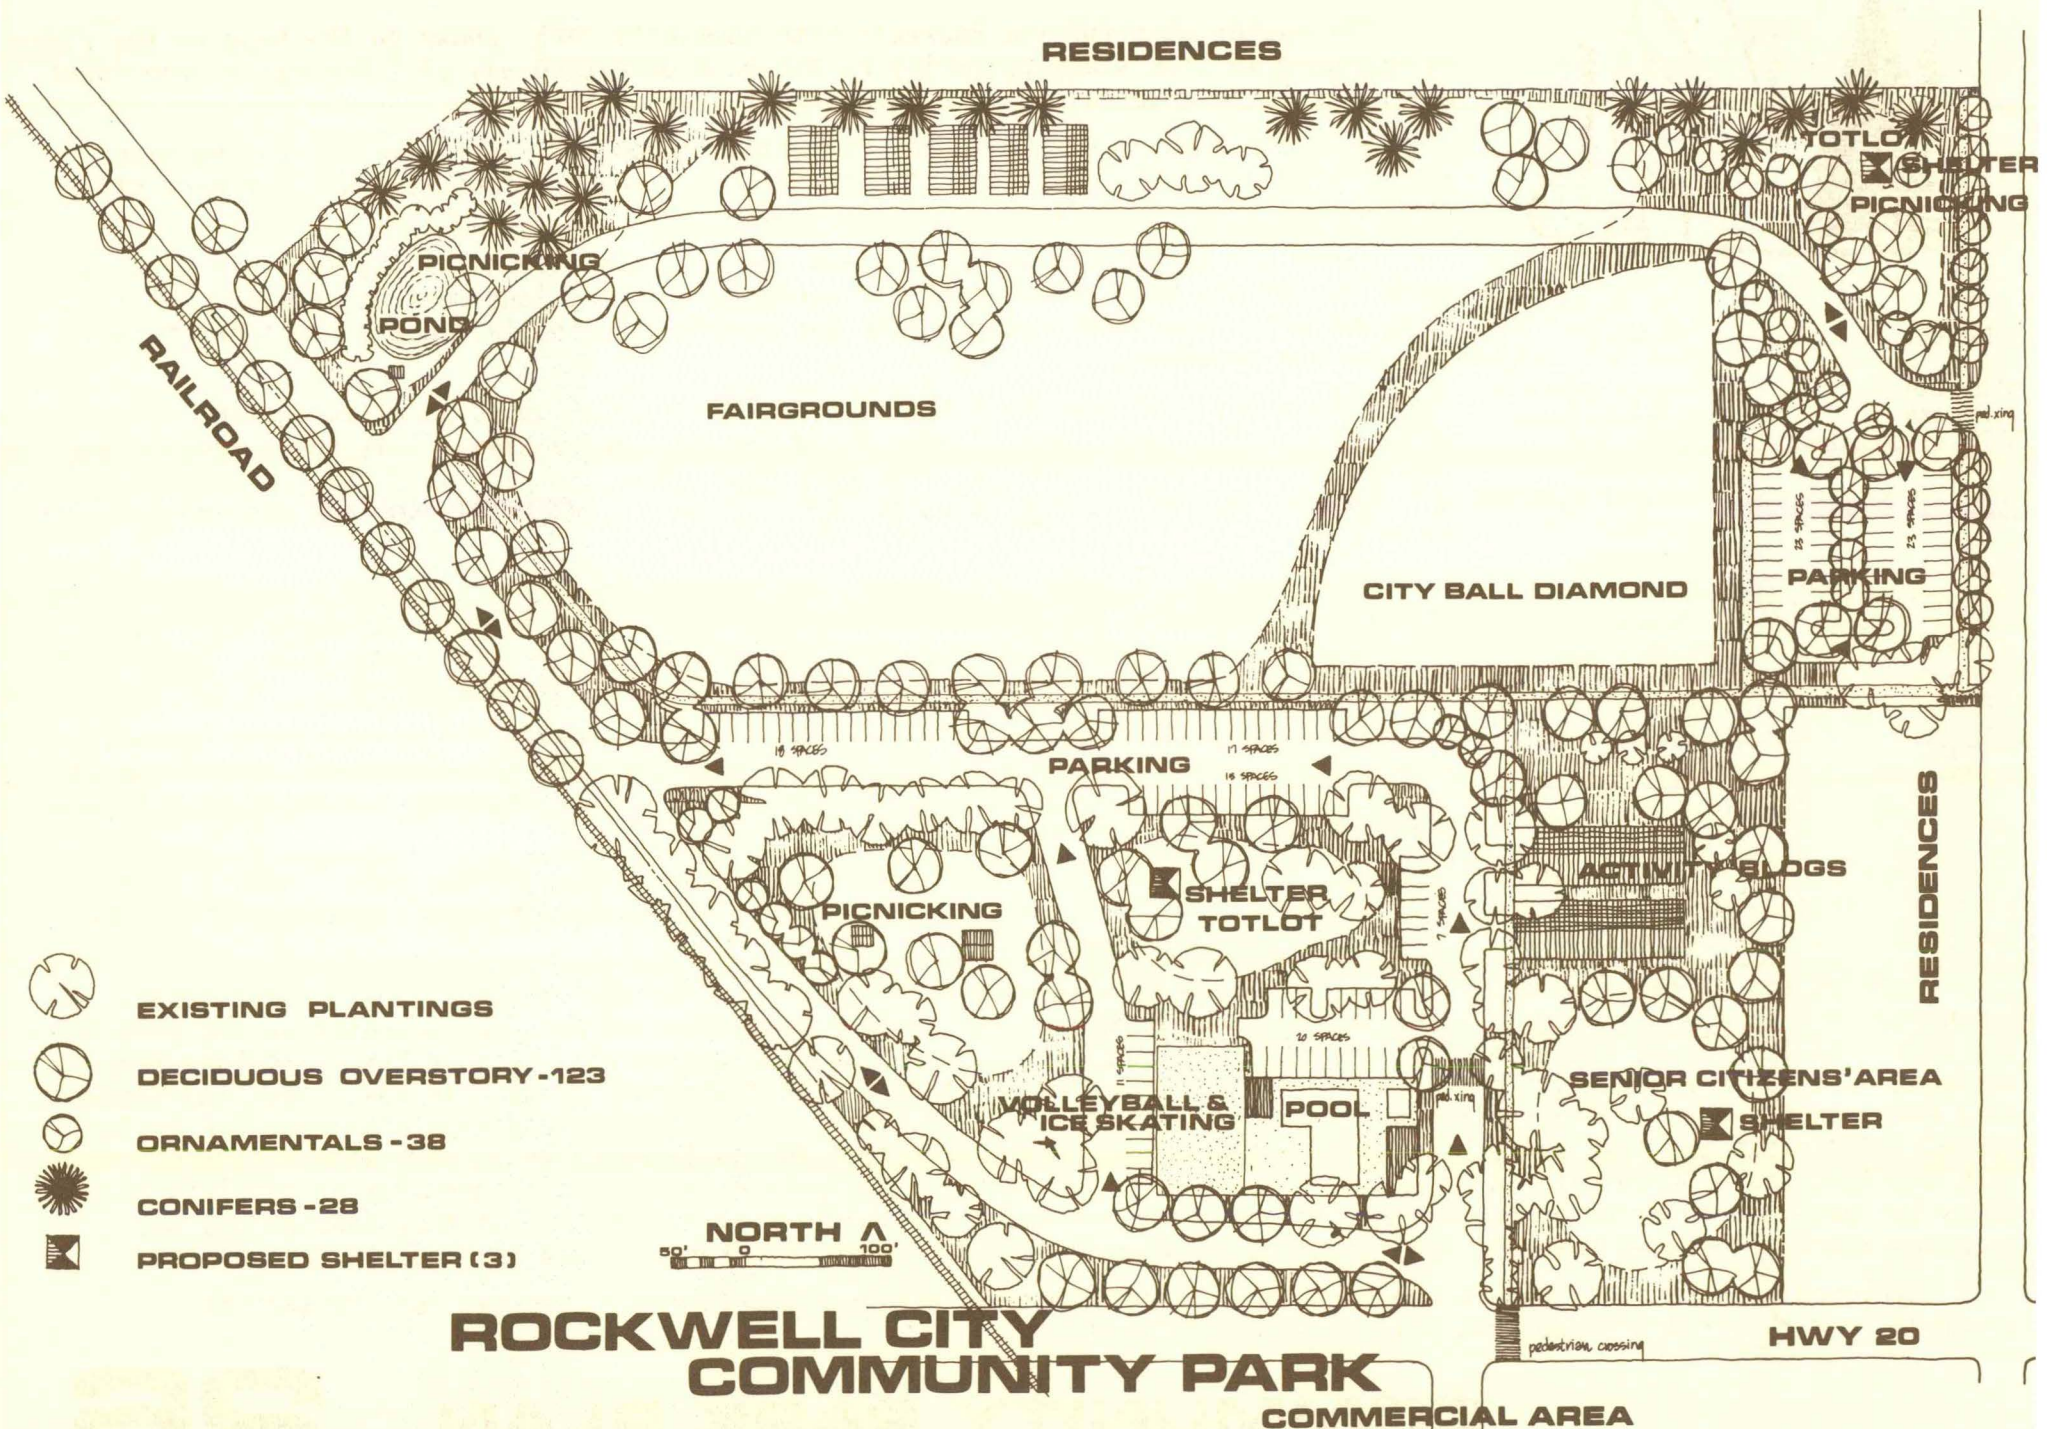 RESIDENCES
TOTLOT
SHELTER
PICNICKING
PICNICKING
POND
RAILROAD
FAIRGROUNDS
ped. xing
23 SPACES
23 SPACES
PARKING
CITY BALL DIAMOND
18 SPACES
17 SPACES
PARKING
18 SPACES
RESIDENCES
ACTIVITY BLDGS
7 SPACES
SHELTER
TOTLOT
PICNICKING
20 SPACES
11 SPACES
SENIOR CITIZENS' AREA
SHELTER
ped. xing
VOLLEYBALL &
ICE SKATING
POOL
EXISTING PLANTINGS
DECIDUOUS OVERSTORY-123
ORNAMENTALS-38
CONIFERS-28
PROPOSED SHELTER (3)
NORTH
50' 0 100'
ROCKWELL CITY
COMMUNITY PARK
HWY 20
pedestrian crossing
COMMERCIAL AREA